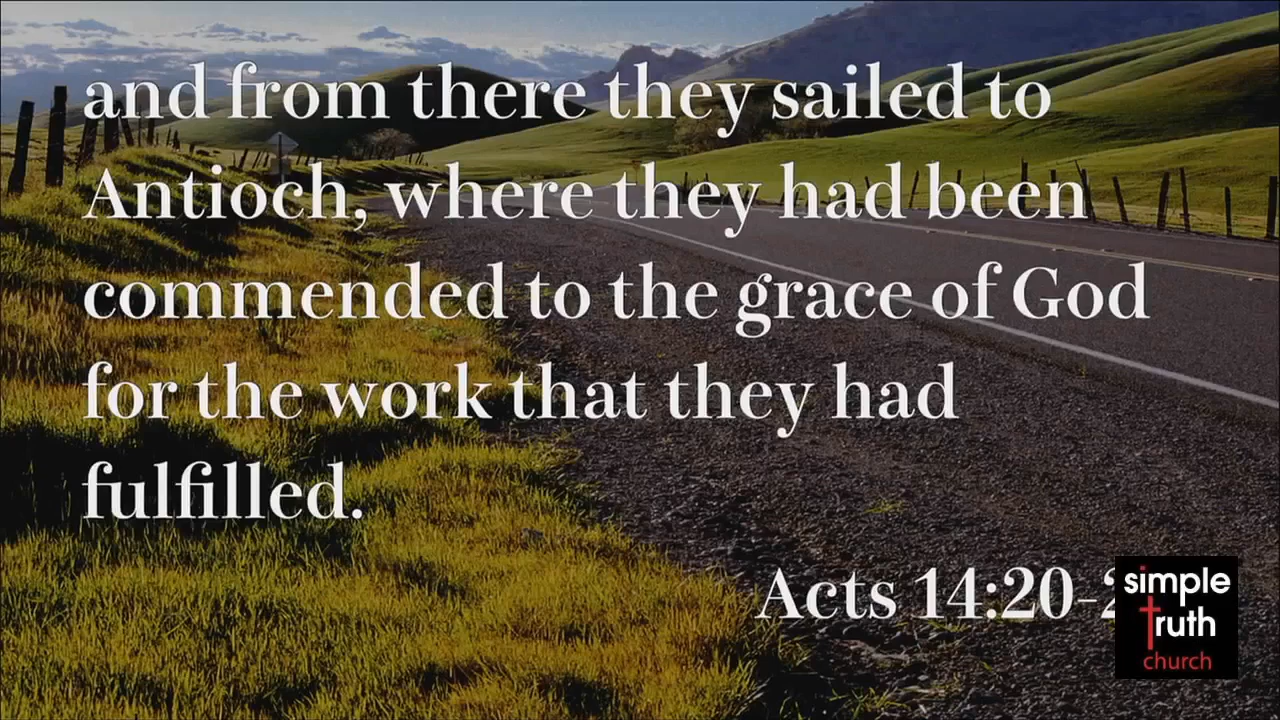 and from there they sailed to
Antioch, where they had been
commended to the grace of God
for the work that they had
fulfilled.
Acts 14:20-2
simple
truth
church